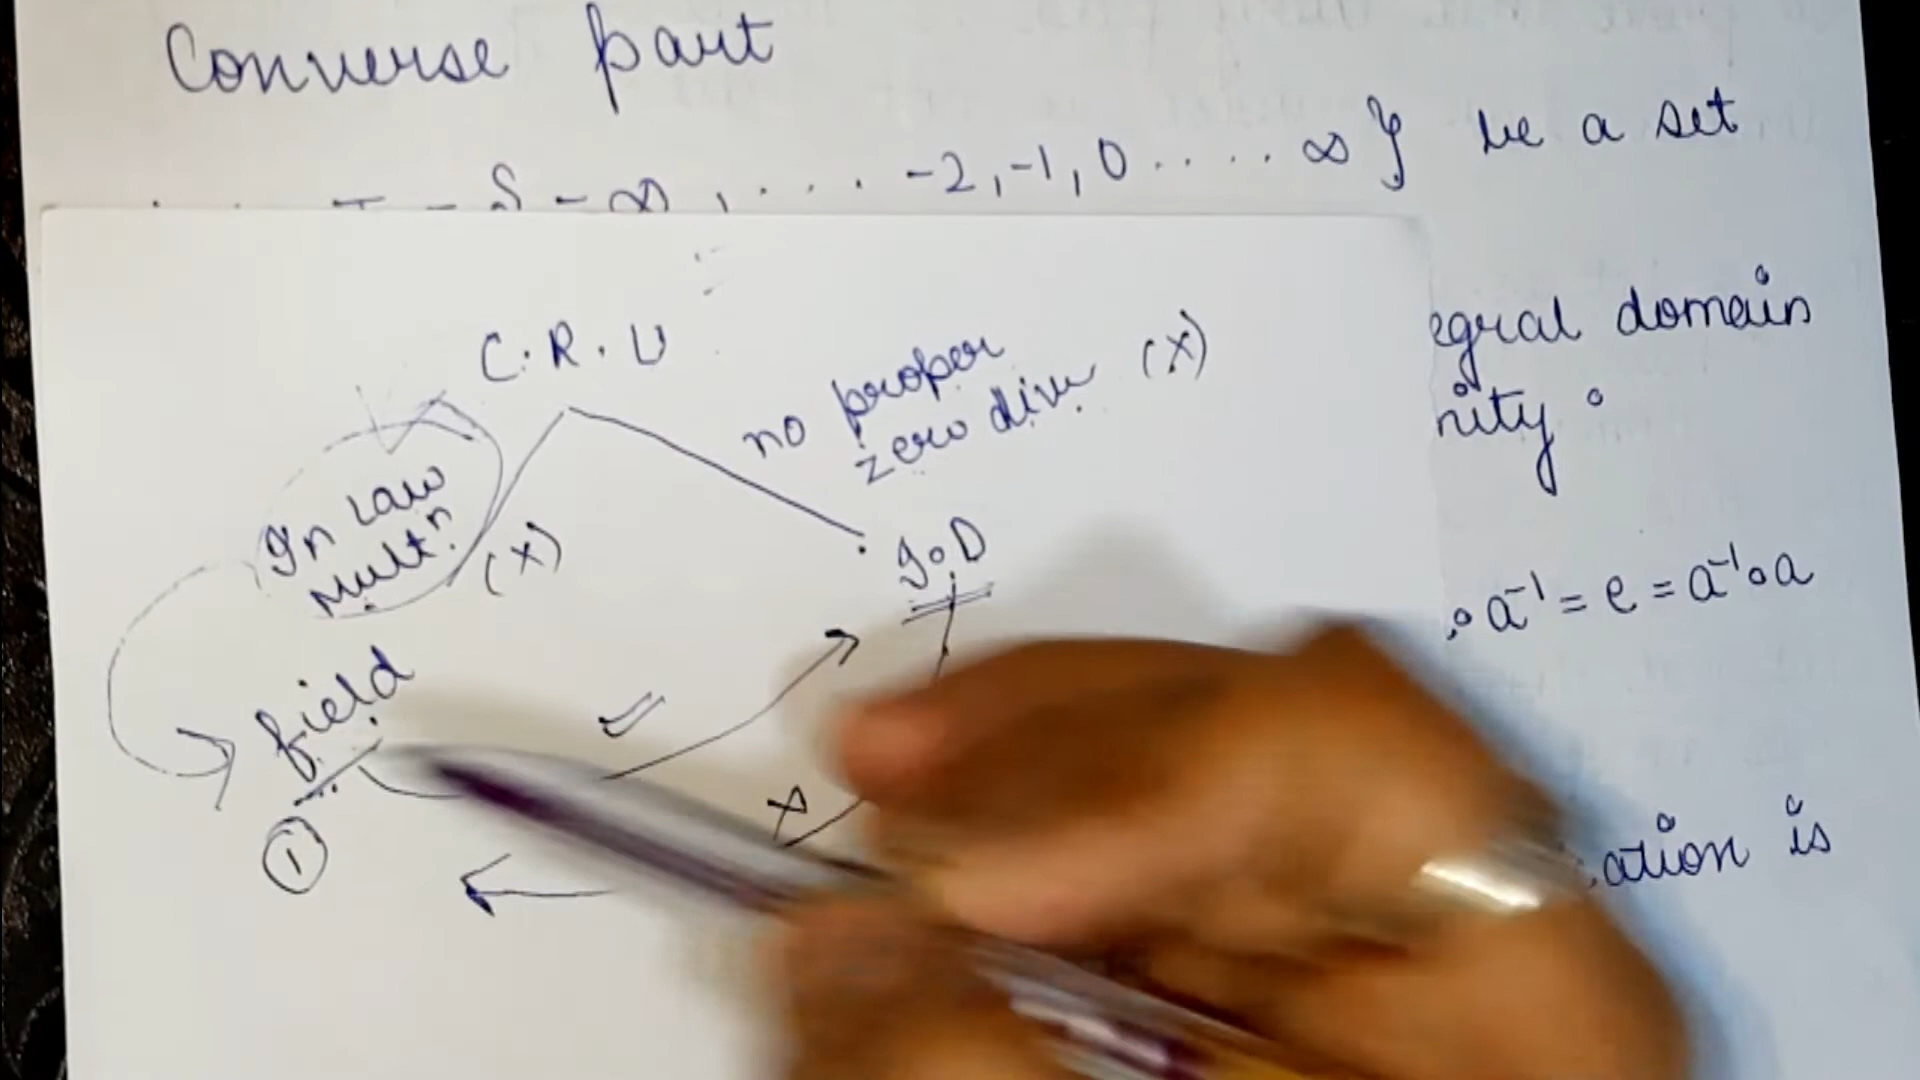 Converse part
-2, -1, 0 .... ∞} be a set
C.R.U
no proper (x)
zero div.
egral domain
nity :
In Law
Multⁿ. (x)
I.D
∘ a⁻¹ = e = a⁻¹∘a
field
x
①
cation is